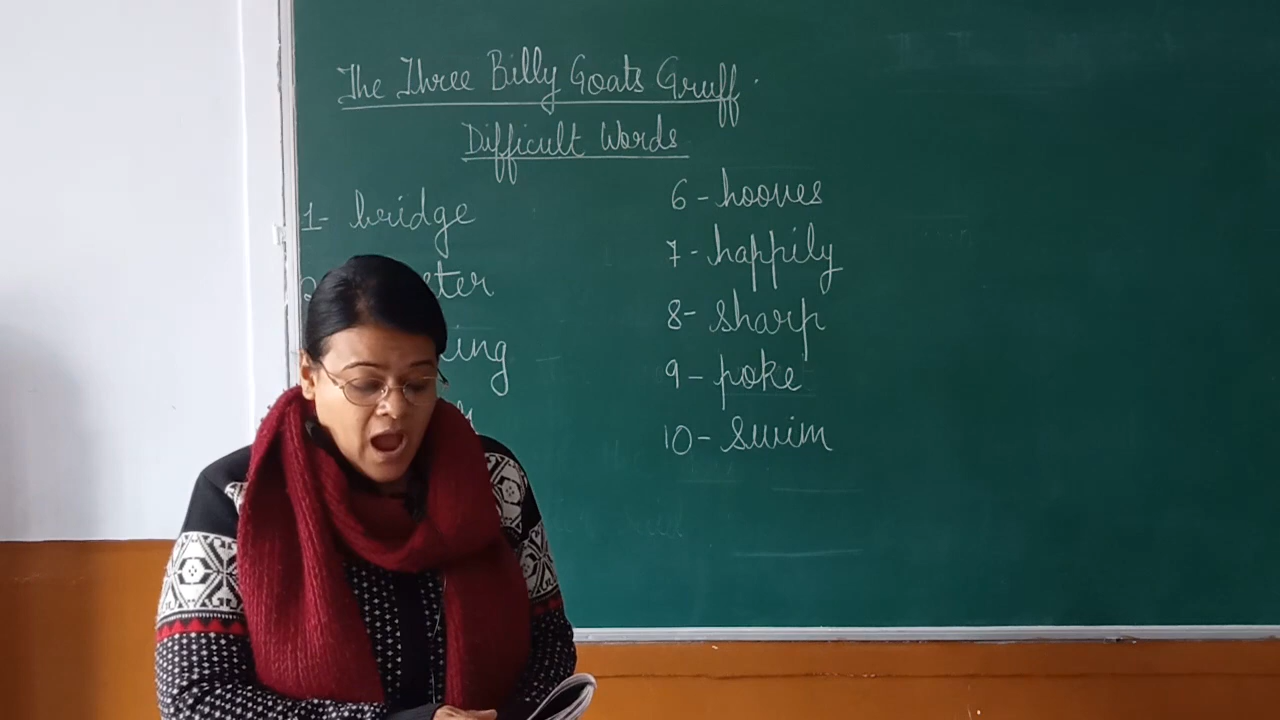 The Three Billy Goats Gruff.
Difficult Words
1- bridge
6 - hooves
7 - happily
8- sharp
9 - poke
10 - swim